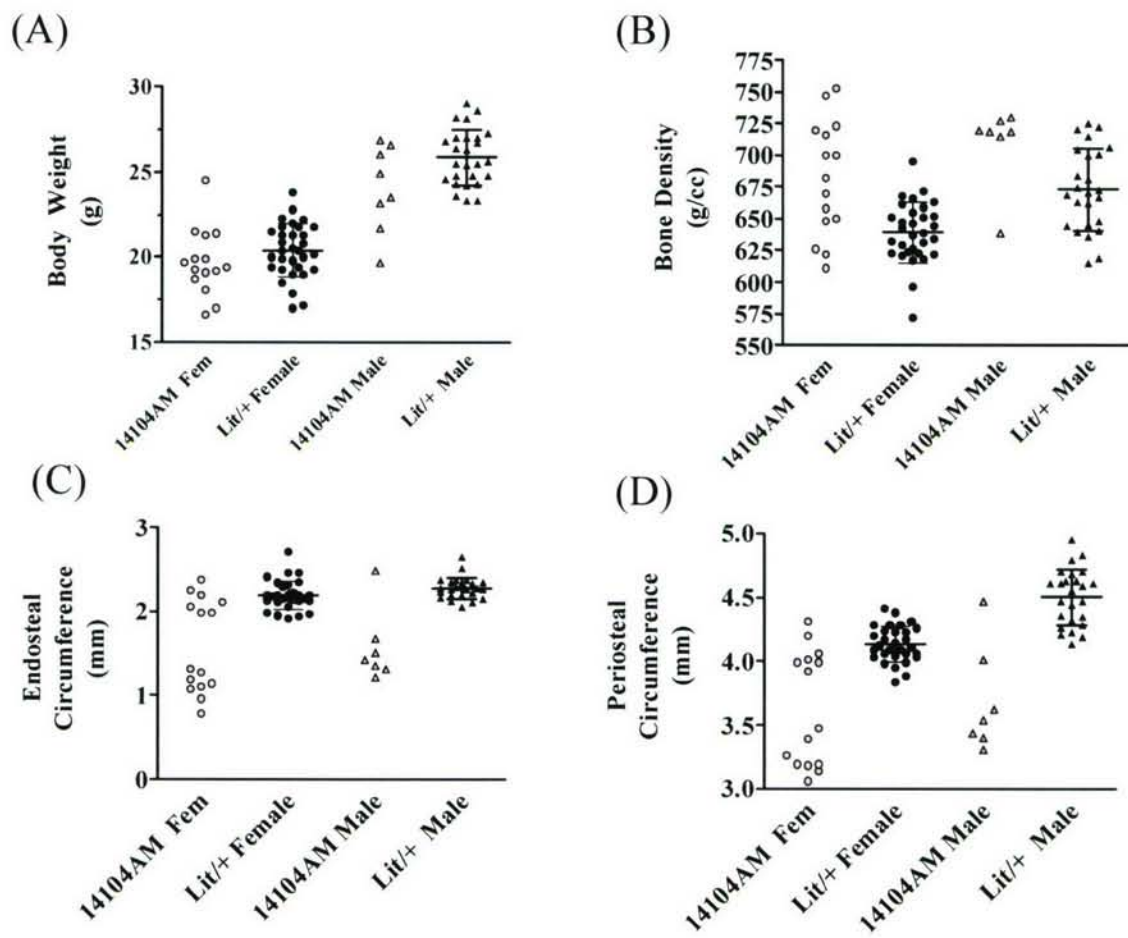 (A)
Body Weight
(g)
30
25
20
15
14104AM Fem
Lit/+ Female
14104AM Male
Lit/+ Male
(B)
Bone Density
g/cc)
775
750
725
700
675
650
625
600
575
550
14104AM Fem
Lit/+ Female
14104AM Male
Lit/+ Male
(C)
Endosteal
Circumference
(mm)
3
2
1
0
14104AM Fem
Lit/+ Female
14104AM Male
Lit/+ Male
(D)
Periosteal
Circumference
(mm)
5.0
4.5
4.0
3.5
3.0
14104AM Fem
Lit/+ Female
14104AM Male
Lit/+ Male